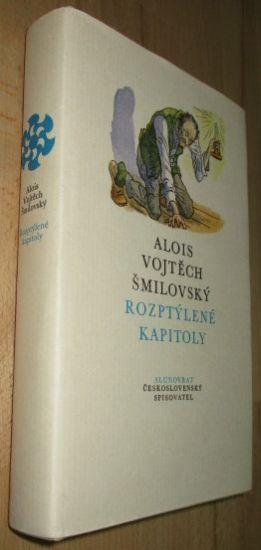 Alois
Vojtěch
Šmilovský
Rozptýlené
kapitoly
ALOIS
VOJTĚCH
ŠMILOVSKÝ
ROZPTÝLENÉ
KAPITOLY
SLUNOVRAT
ČESKOSLOVENSKÝ
SPISOVATEL